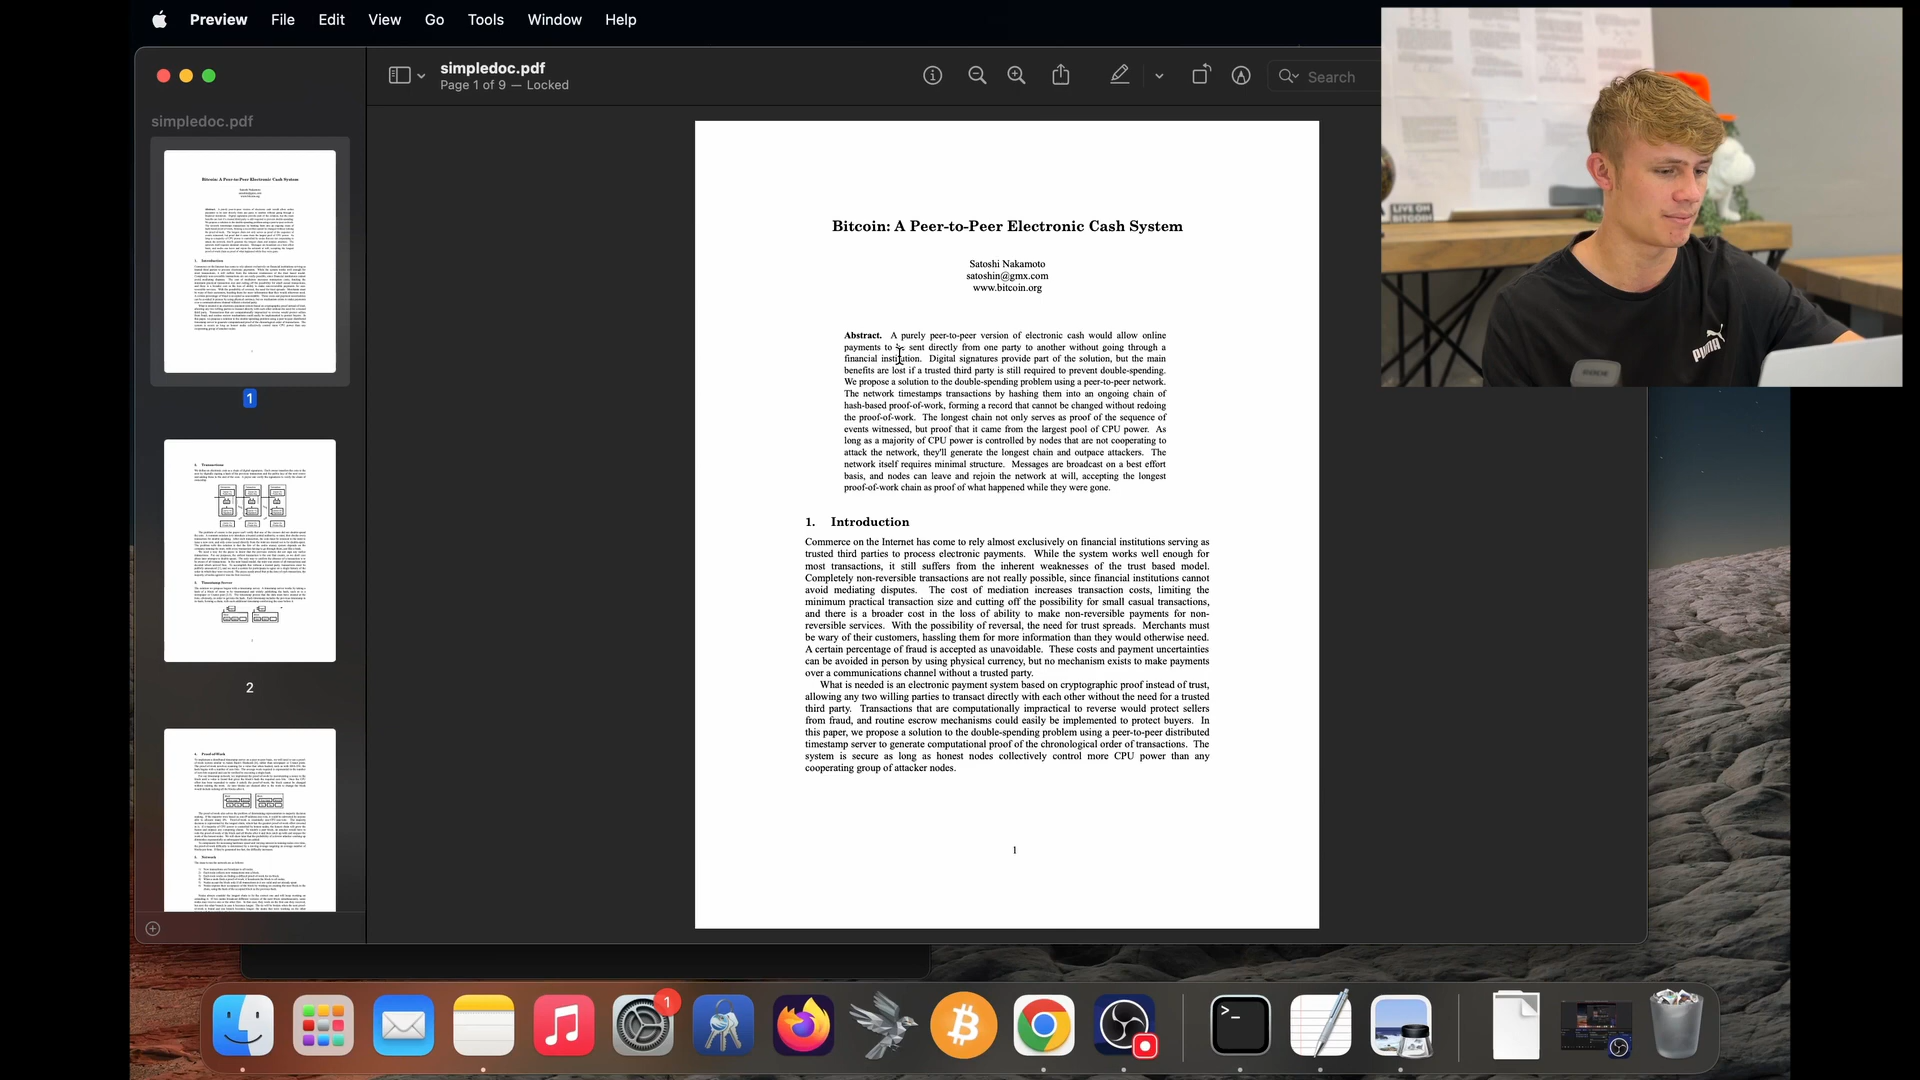 Preview File Edit View Go Tools Window Help
simpledoc.pdf
Page 1 of 9 — Locked
Search
simpledoc.pdf
1
2
Bitcoin: A Peer-to-Peer Electronic Cash System
Satoshi Nakamoto
satoshin@gmx.com
www.bitcoin.org
Abstract. A purely peer-to-peer version of electronic cash would allow online
payments to sent directly from one party to another without going through a
financial institution. Digital signatures provide part of the solution, but the main
benefits are lost if a trusted third party is still required to prevent double-spending.
We propose a solution to the double-spending problem using a peer-to-peer network.
The network timestamps transactions by hashing them into an ongoing chain of
hash-based proof-of-work, forming a record that cannot be changed without redoing
the proof-of-work. The longest chain not only serves as proof of the sequence of
events witnessed, but proof that it came from the largest pool of CPU power. As
long as a majority of CPU power is controlled by nodes that are not cooperating to
attack the network, they'll generate the longest chain and outpace attackers. The
network itself requires minimal structure. Messages are broadcast on a best effort
basis, and nodes can leave and rejoin the network at will, accepting the longest
proof-of-work chain as proof of what happened while they were gone.
1. Introduction
Commerce on the Internet has come to rely almost exclusively on financial institutions serving as
trusted third parties to process electronic payments. While the system works well enough for
most transactions, it still suffers from the inherent weaknesses of the trust based model.
Completely non-reversible transactions are not really possible, since financial institutions cannot
avoid mediating disputes. The cost of mediation increases transaction costs, limiting the
minimum practical transaction size and cutting off the possibility for small casual transactions,
and there is a broader cost in the loss of ability to make non-reversible payments for non-
reversible services. With the possibility of reversal, the need for trust spreads. Merchants must
be wary of their customers, hassling them for more information than they would otherwise need.
A certain percentage of fraud is accepted as unavoidable. These costs and payment uncertainties
can be avoided in person by using physical currency, but no mechanism exists to make payments
over a communications channel without a trusted party.
What is needed is an electronic payment system based on cryptographic proof instead of trust,
allowing any two willing parties to transact directly with each other without the need for a trusted
third party. Transactions that are computationally impractical to reverse would protect sellers
from fraud, and routine escrow mechanisms could easily be implemented to protect buyers. In
this paper, we propose a solution to the double-spending problem using a peer-to-peer distributed
timestamp server to generate computational proof of the chronological order of transactions. The
system is secure as long as honest nodes collectively control more CPU power than any
cooperating group of attacker nodes.
1
LIVE ON
BITCOIN
PUMA
1
>_